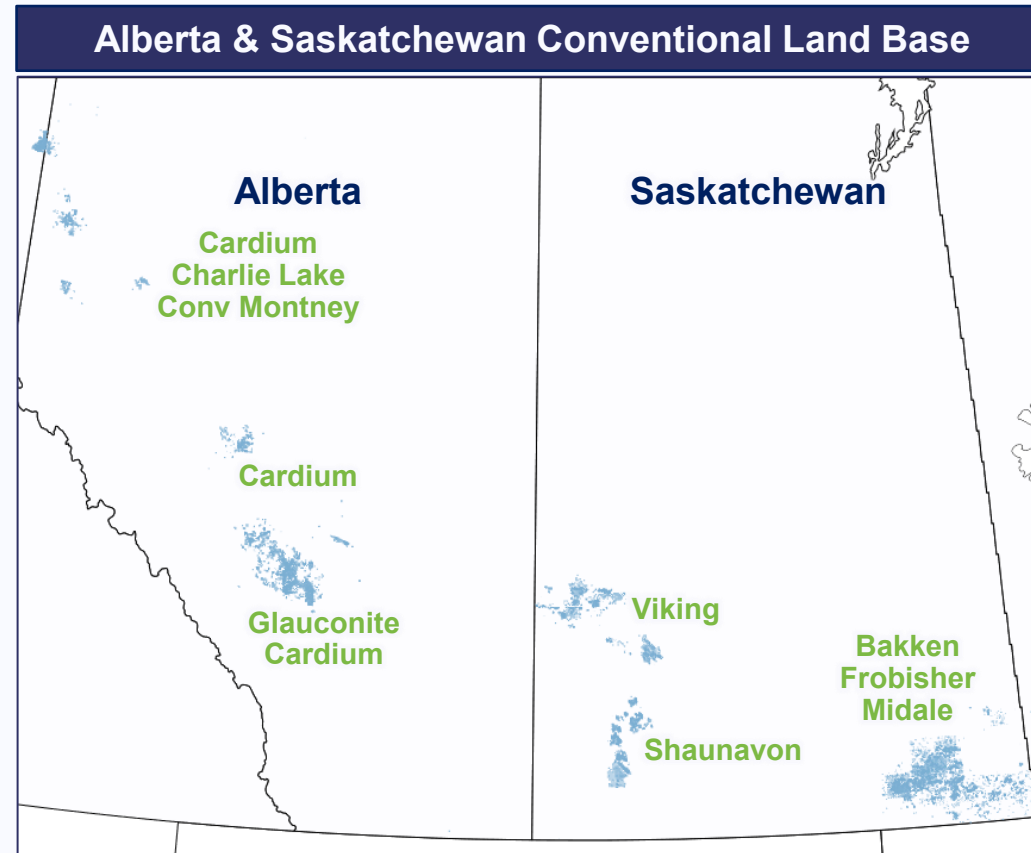 Alberta & Saskatchewan Conventional Land Base
Alberta
Saskatchewan
Cardium
Charlie Lake
Conv Montney
Cardium
Glauconite
Cardium
Viking
Shaunavon
Bakken
Frobisher
Midale